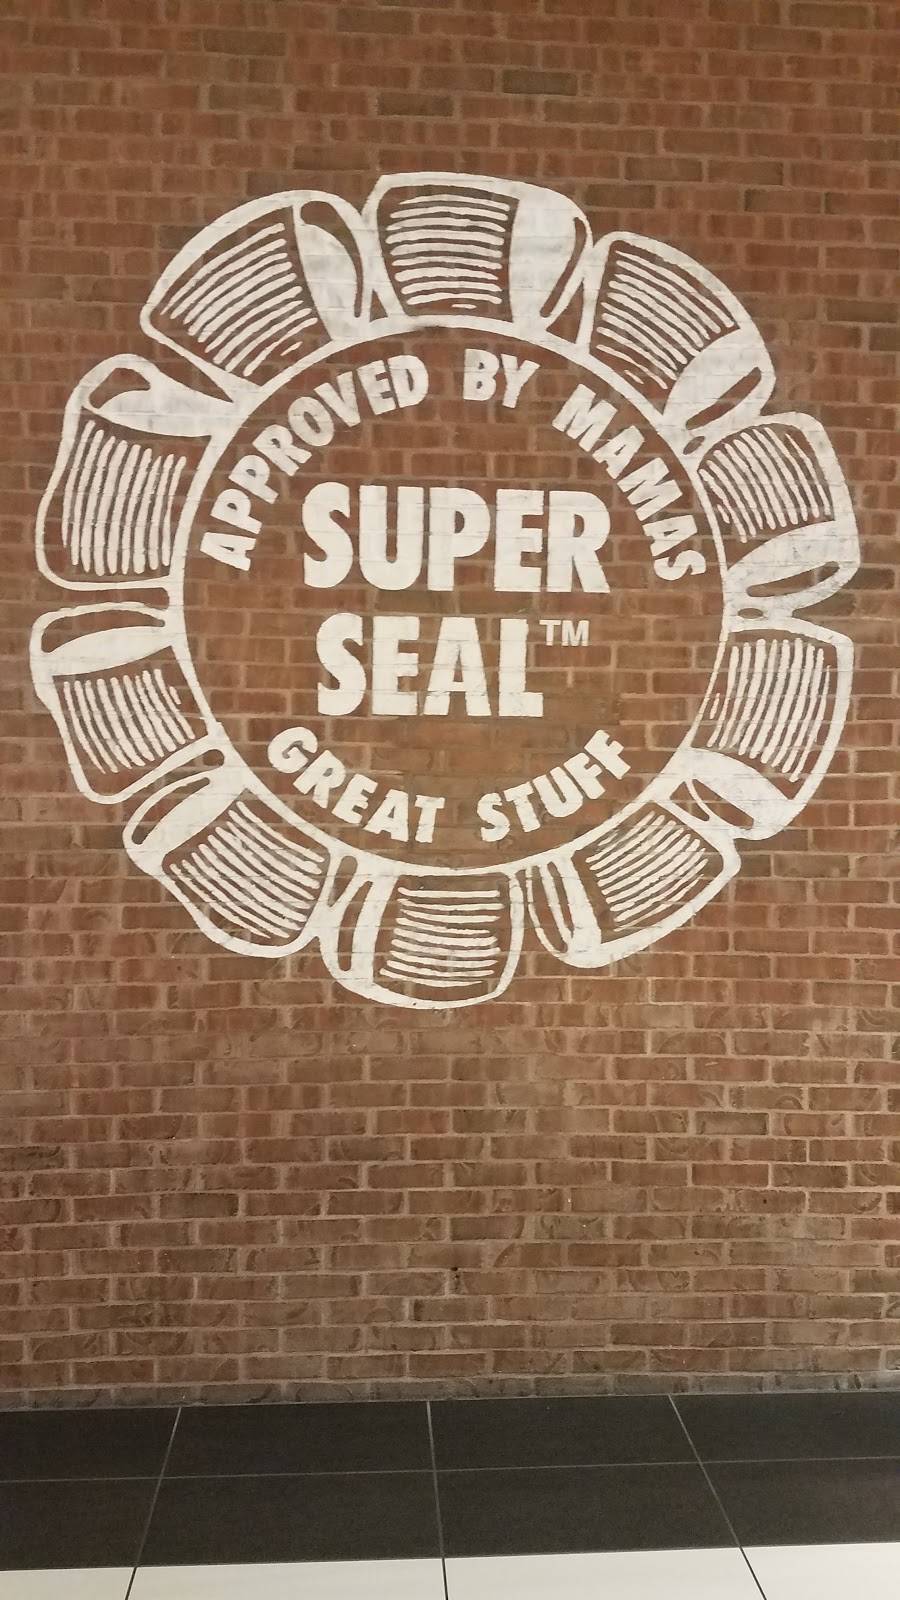 APPROVED BY MAMAS
SUPER
SEAL™
GREAT STUFF